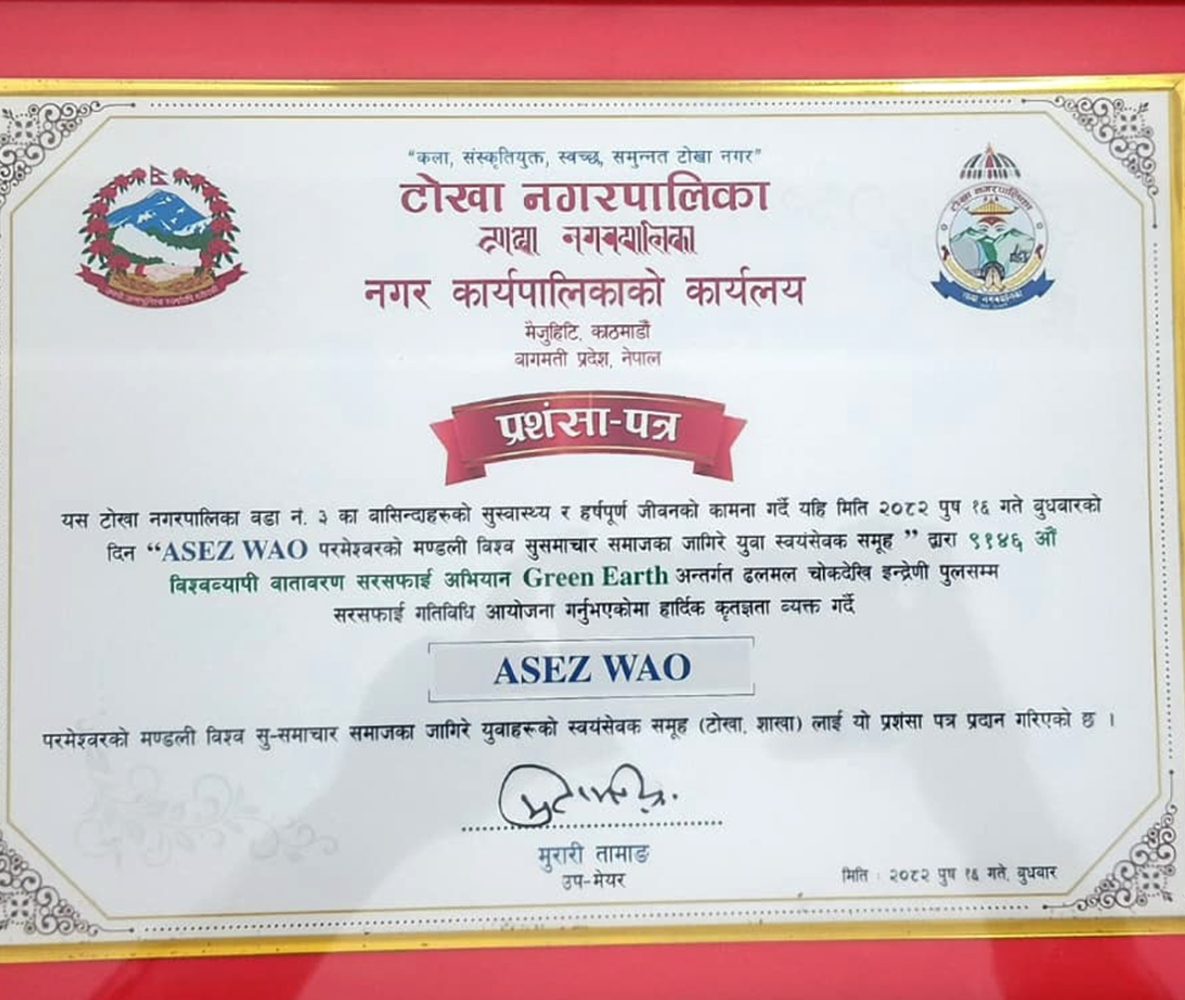 "कला, संस्कृतियुक्त, स्वच्छ, समुन्नत टोखा नगर"
टोखा नगरपालिका
नगर कार्यपालिकाको कार्यलय
मैजुहिटि, काठमाडौं
बागमती प्रदेश, नेपाल
टोखा नगरपालिका
प्रशंसा-पत्र
यस टोखा नगरपालिका वडा नं. ३ का बासिन्दाहरुको सुस्वास्थ्य र हर्षपूर्ण जीवनको कामना गर्दै यहि मिति २०८२ पुष १६ गते बुधबारको
दिन “ASEZ WAO परमेश्वरको मण्डली विश्व सुसमाचार समाजका जागिरे युवा स्वयंसेवक समूह ” द्वारा ९१४६ औं
विश्वव्यापी वातावरण सरसफाई अभियान Green Earth अन्तर्गत ढलमल चोकदेखि इन्द्रेणी पुलसम्म
सरसफाई गतिविधि आयोजना गर्नुभएकोमा हार्दिक कृतज्ञता व्यक्त गर्दै
ASEZ WAO
परमेश्वरको मण्डली विश्व सु-समाचार समाजका जागिरे युवाहरूको स्वयंसेवक समूह (टोखा, शाखा) लाई यो प्रशंसा पत्र प्रदान गरिएको छ ।
मुरारी तामाङ
उप-मेयर
मिति : २०८२ पुष १६ गते, बुधबार